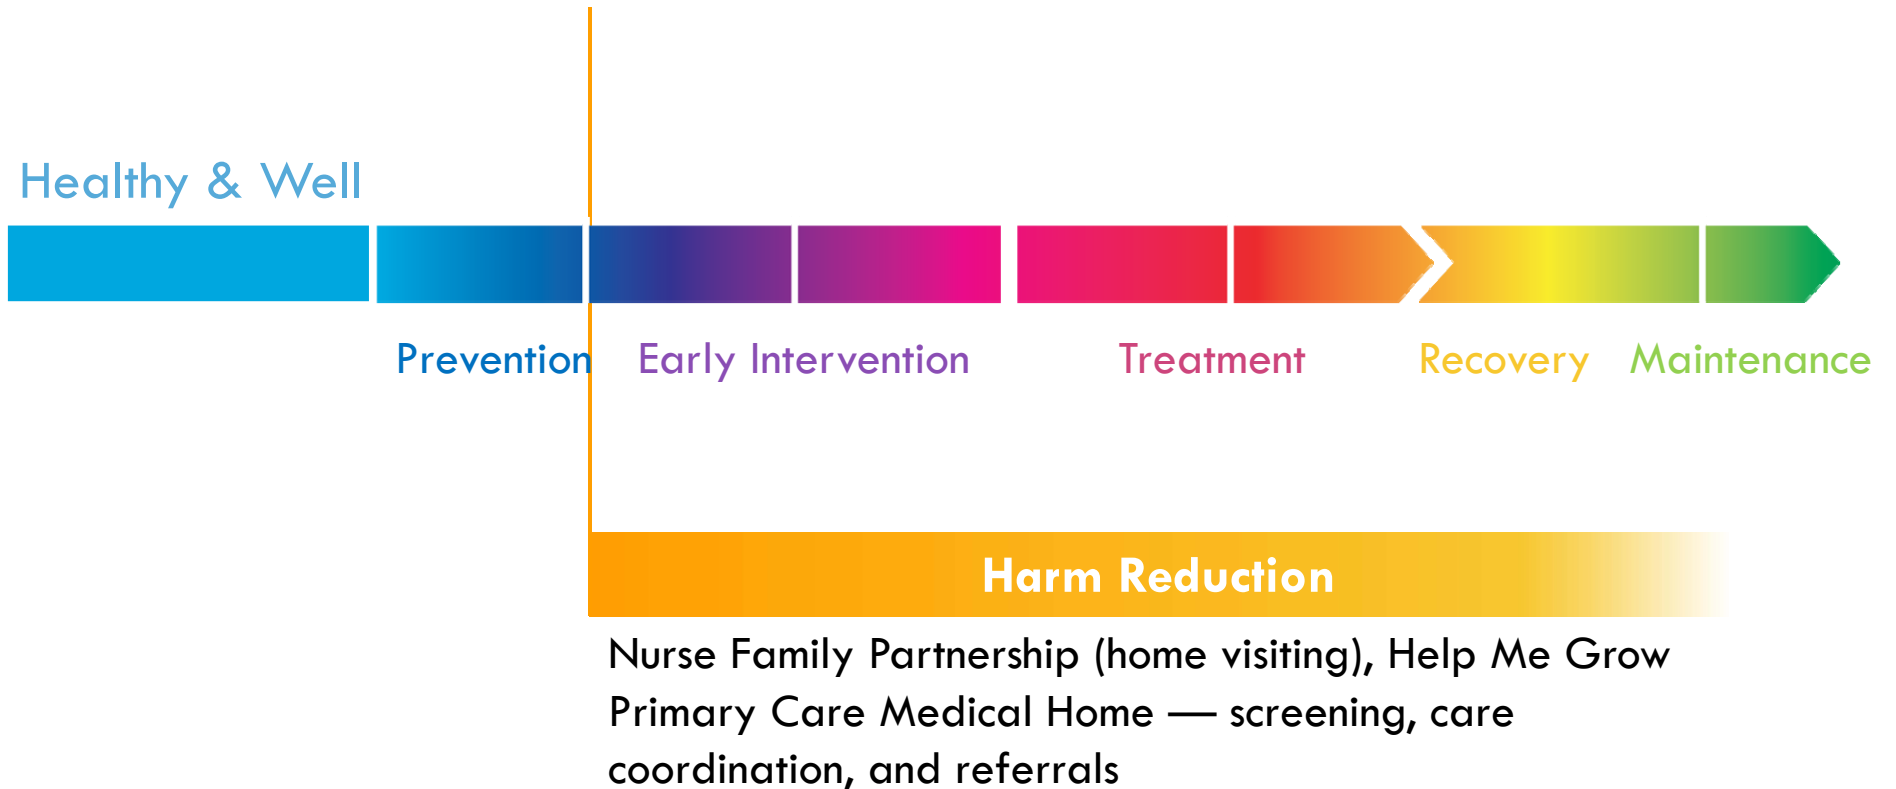 Healthy & Well
Prevention Early Intervention Treatment Recovery Maintenance
Harm Reduction
Nurse Family Partnership (home visiting), Help Me Grow
Primary Care Medical Home — screening, care
coordination, and referrals